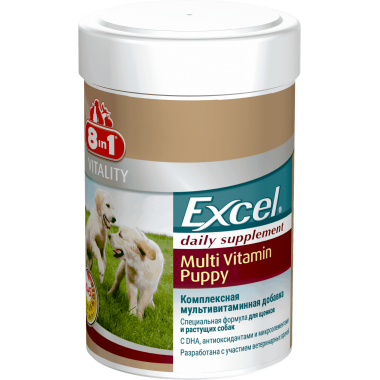 8in1
VITALITY
Excel®
daily supplement
Multi Vitamin
Puppy
Комплексная
мультивитаминная добавка
Специальная формула для щенков
и растущих собак
С DHA, антиоксидантами и микроэлементами
Разработана с участием ветеринарных